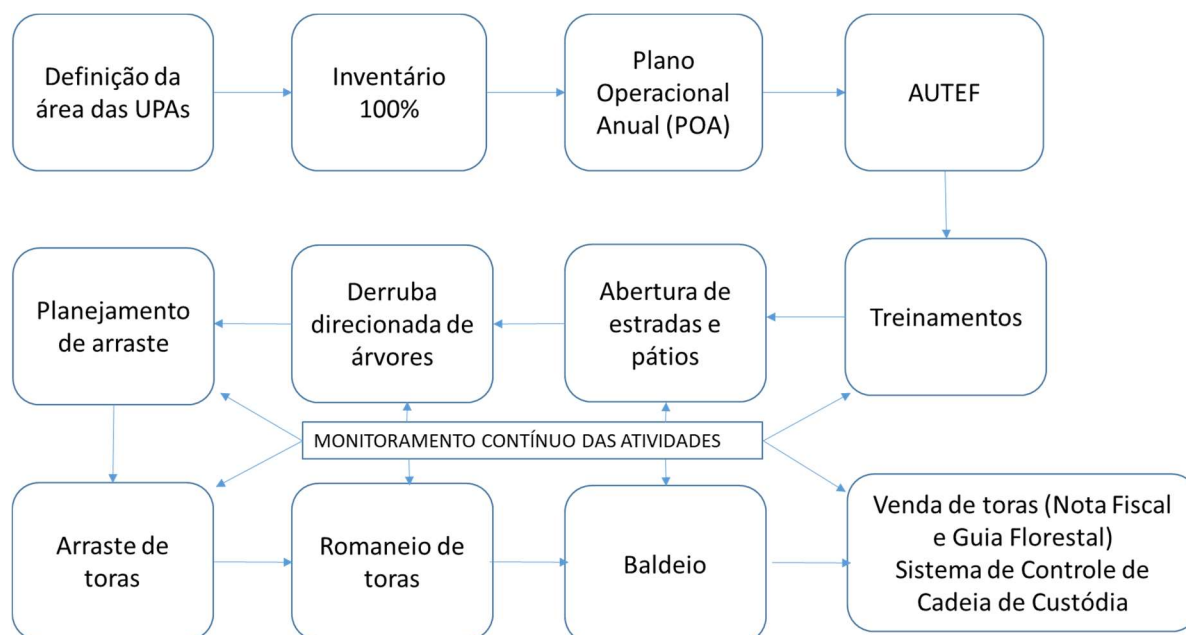 Definição da
área das UPAs
Inventário
100%
Plano
Operacional
Anual (POA)
AUTEF
Planejamento
de arraste
Derruba
direcionada de
árvores
Abertura de
estradas e
pátios
Treinamentos
MONITORAMENTO CONTÍNUO DAS ATIVIDADES
Arraste de
toras
Romaneio de
toras
Baldeio
Venda de toras (Nota Fiscal
e Guia Florestal)
Sistema de Controle de
Cadeia de Custódia